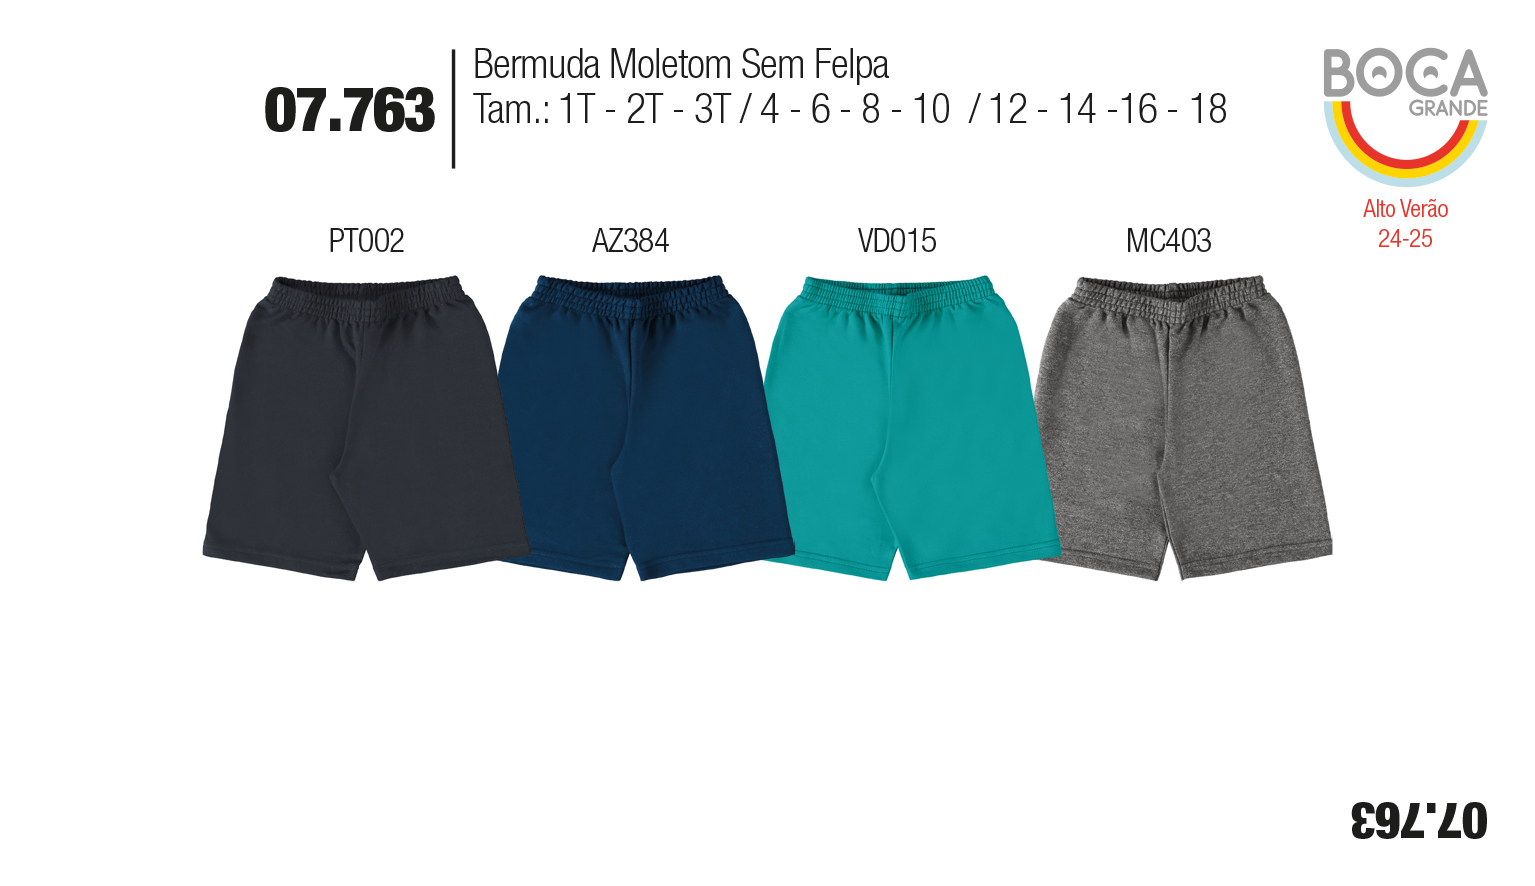 07.763
Bermuda Moletom Sem Felpa
Tam.: 1T - 2T - 3T / 4 - 6 - 8 - 10 / 12 - 14 -16 - 18
BOCA
GRANDE
Alto Verão
24-25
PT002
AZ384
VD015
MC403
07.763